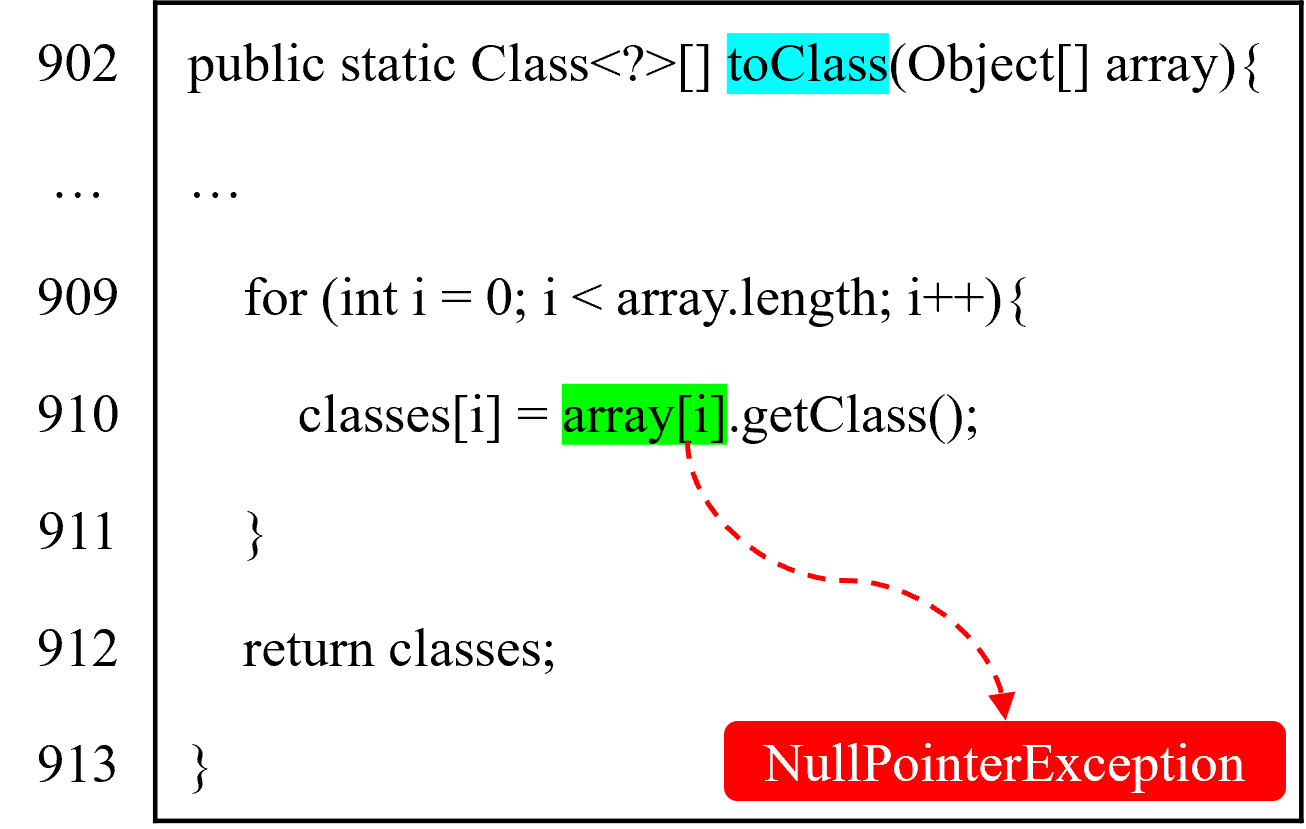 902 public static Class<?>[] toClass(Object[] array){
… …
909 for (int i = 0; i < array.length; i++){
910 classes[i] = array[i].getClass();
911 }
912 return classes;
913 }
NullPointerException